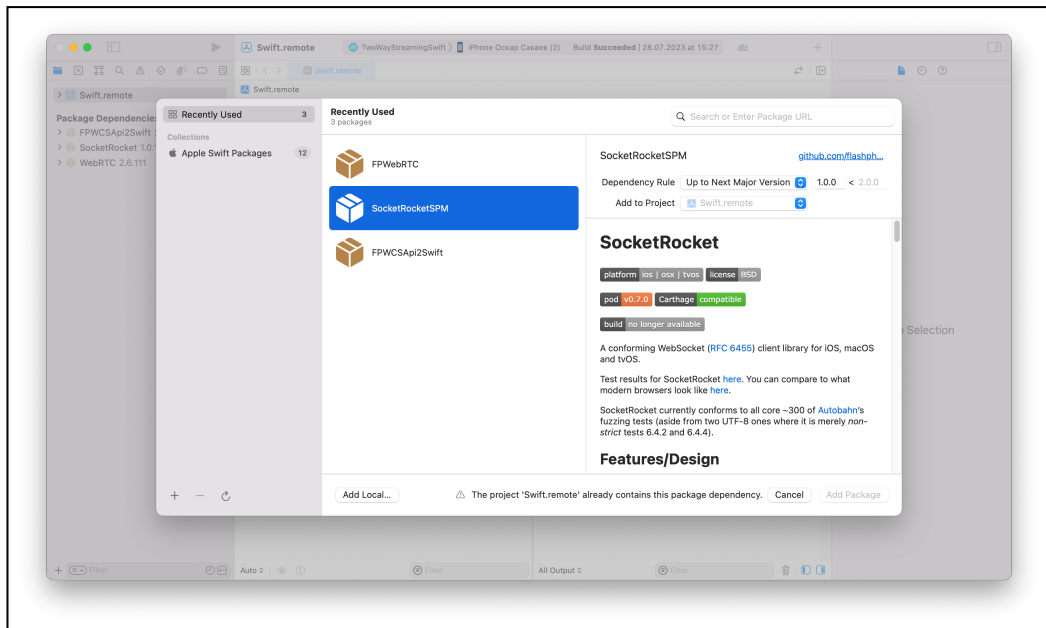 Swift.remote
TwoWayStreamingSwift
iPhone Оскар Сакаев (2)
Build Succeeded | 28.07.2023 at 15:27
Swift.remote
Swift.remote
Swift.remote
Package Dependencie
FPWCSApi2Swift
SocketRocket 1.0.
WebRTC 2.6.111
Recently Used 3
Collections
Apple Swift Packages 12
Recently Used
3 packages
Search or Enter Package URL
FPWebRTC
SocketRocketSPM
FPWCSApi2Swift
SocketRocketSPM github.com/flashph...
Dependency Rule Up to Next Major Version 1.0.0 < 2.0.0
Add to Project Swift.remote
SocketRocket
platform ios | osx | tvos license BSD
pod v0.7.0 Carthage compatible
build no longer available
A conforming WebSocket (RFC 6455) client library for iOS, macOS
and tvOS.
Test results for SocketRocket here. You can compare to what
modern browsers look like here.
SocketRocket currently conforms to all core ~300 of Autobahn's
fuzzing tests (aside from two UTF-8 ones where it is merely non-
strict tests 6.4.2 and 6.4.4).
Features/Design
Selection
Add Local...
The project 'Swift.remote' already contains this package dependency.
Cancel
Add Package
Filter
Auto
Filter
All Output
Filter